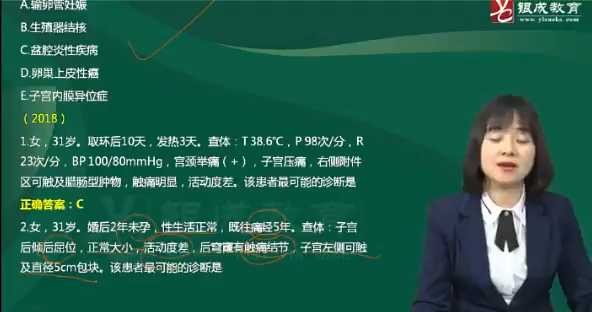 A.输卵管妊娠
B.生殖器结核
C.盆腔炎性疾病
D.卵巢上皮性癌
E.子宫内膜异位症
（2018）
1.女，31岁。取环后10天，发热3天。查体：T 38.6℃，P 98次/分，R
23次/分，BP 100/80mmHg，宫颈举痛（+），子宫压痛，右侧附件
区可触及腊肠型肿物，触痛明显，活动度差。该患者最可能的诊断是
正确答案：C
2.女，31岁。婚后2年未孕，性生活正常，既往痛经5年。查体：子宫
后倾后屈位，正常大小，活动度差，后穹窿有触痛结节，子宫左侧可触
及直径5cm包块。该患者最可能的诊断是
银成教育
www.yixueks.com